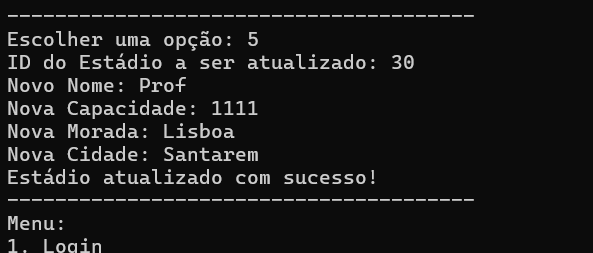 ---------------------------------------
Escolher uma opção: 5
ID do Estádio a ser atualizado: 30
Novo Nome: Prof
Nova Capacidade: 1111
Nova Morada: Lisboa
Nova Cidade: Santarem
Estádio atualizado com sucesso!
---------------------------------------
Menu:
1. Login